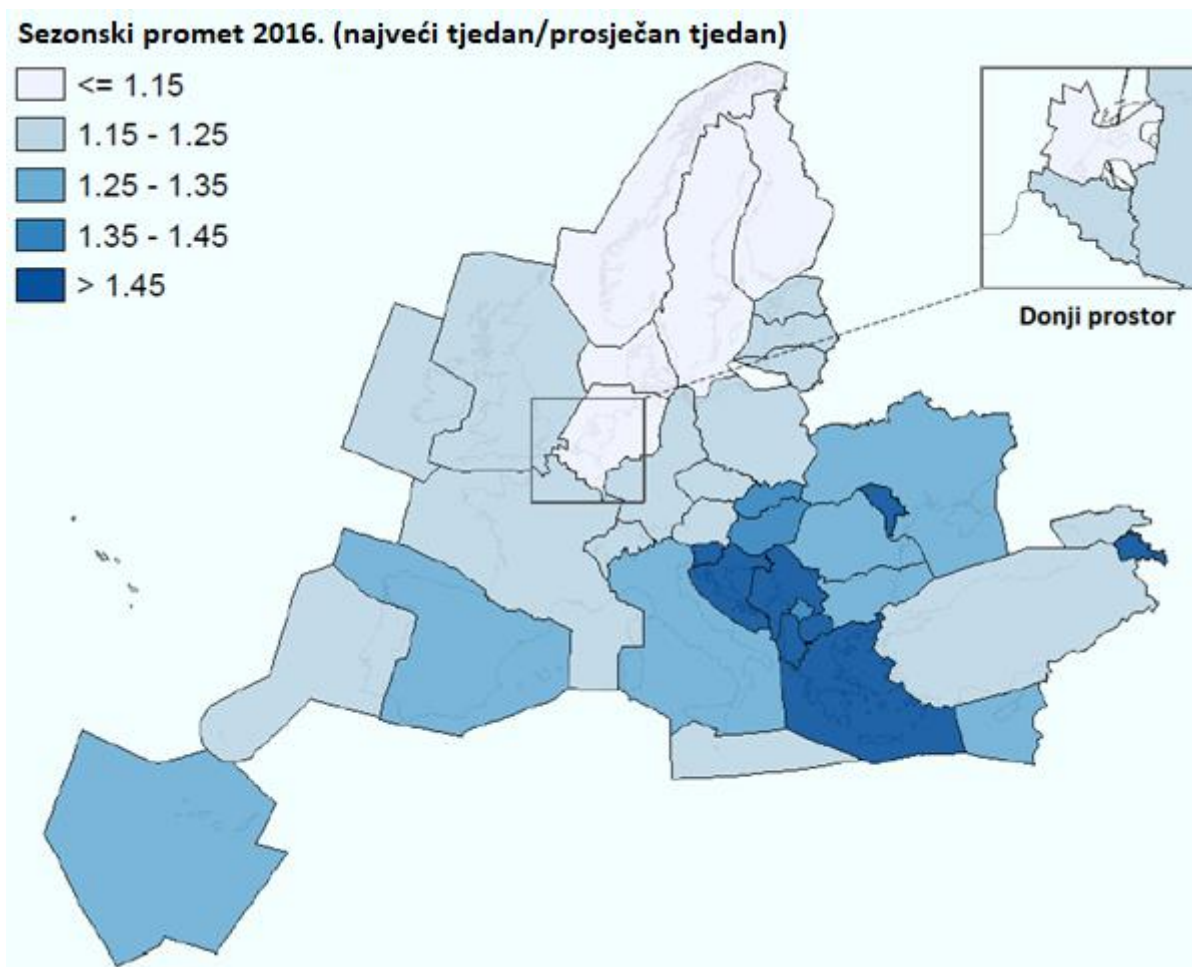 Sezonski promet 2016. (najveći tjedan/prosječan tjedan)
<= 1.15
1.15 - 1.25
1.25 - 1.35
1.35 - 1.45
> 1.45
Donji prostor